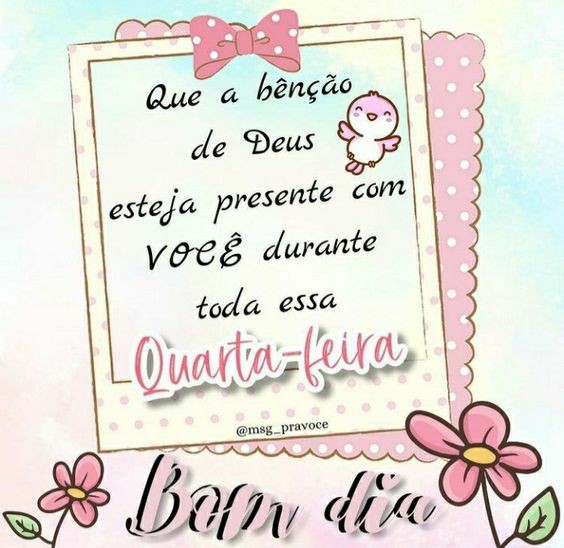 Que a bênção
de Deus
esteja presente com
VOCÊ durante
toda essa
Quarta-feira
@msg_pravoce
Bom dia